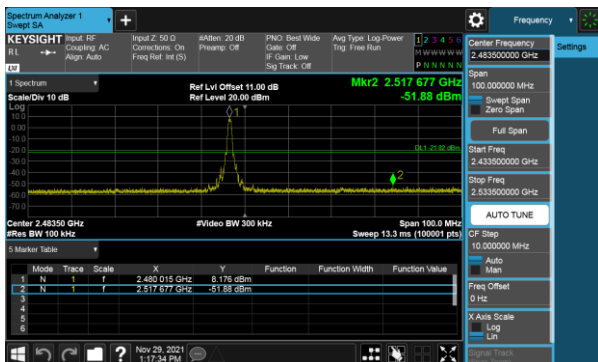 Spectrum Analyzer 1
Swept SA
+
Frequency
KEYSIGHT
RL
Input: RF
Coupling: AC
Align: Auto
Input Z: 50 Ω
Corrections: On
Freq Ref: Int (S)
#Atten: 20 dB
Preamp: Off
PNO: Best Wide
Gate: Off
IF Gain: Low
Sig Track: Off
Avg Type: Log-Power
Trig: Free Run
1 2 3 4 5 6
M W W W W W
P N N N N N
LXI
1 Spectrum
Scale/Div 10 dB
Ref Lvl Offset 11.00 dB
Ref Level 20.00 dBm
Mkr2 2.517 677 GHz
-51.88 dBm
Log
10.0
0.00
-10.0
-20.0
-30.0
-40.0
-50.0
-60.0
-70.0
1
DL1 -21.82 dBm
2
Center 2.48350 GHz
#Video BW 300 kHz
Span 100.0 MHz
#Res BW 100 kHz
Sweep 13.3 ms (100001 pts)
5 Marker Table
Mode Trace Scale X Y Function Function Width Function Value
1 N 1 f 2.480 015 GHz 8.176 dBm
2 N 1 f 2.517 677 GHz -51.88 dBm
3
4
5
6
?
Nov 29, 2021
1:17:34 PM
Center Frequency
2.483500000 GHz
Settings
Span
100.000000 MHz
Swept Span
Zero Span
Full Span
Start Freq
2.433500000 GHz
Stop Freq
2.533500000 GHz
AUTO TUNE
CF Step
10.000000 MHz
Auto
Man
Freq Offset
0 Hz
X Axis Scale
Log
Lin
Signal Track